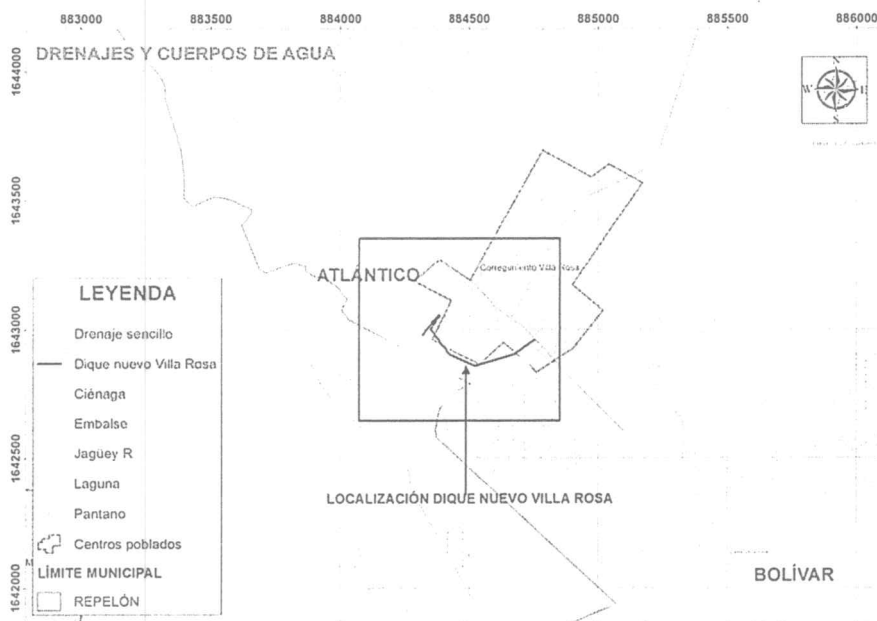 883000 883500 884000 884500 885000 885500 886000
DRENAJES Y CUERPOS DE AGUA
1644000
N
W E
S
1643500
ATLÁNTICO
Corregimiento Villa Rosa
LEYENDA
1643000
Drenaje sencillo
Dique nuevo Villa Rosa
Ciénaga
Embalse
1642500
Jagüey R
Laguna
LOCALIZACIÓN DIQUE NUEVO VILLA ROSA
Pantano
Centros poblados
LÍMITE MUNICIPAL
BOLÍVAR
1642000
REPELÓN